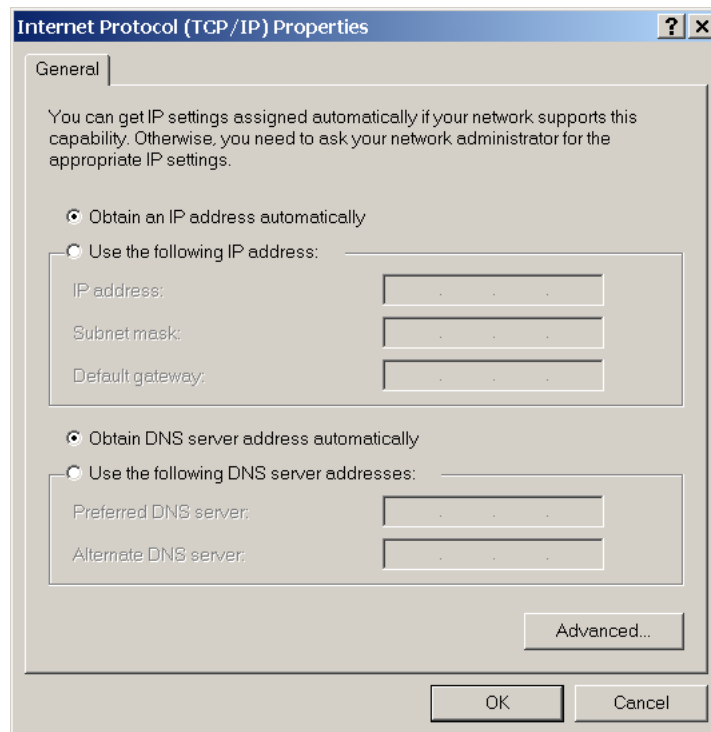 Internet Protocol (TCP/IP) Properties
General
You can get IP settings assigned automatically if your network supports this
capability. Otherwise, you need to ask your network administrator for the
appropriate IP settings.
Obtain an IP address automatically
Use the following IP address:
IP address:
Subnet mask:
Default gateway:
Obtain DNS server address automatically
Use the following DNS server addresses:
Preferred DNS server:
Alternate DNS server:
Advanced...
OK
Cancel